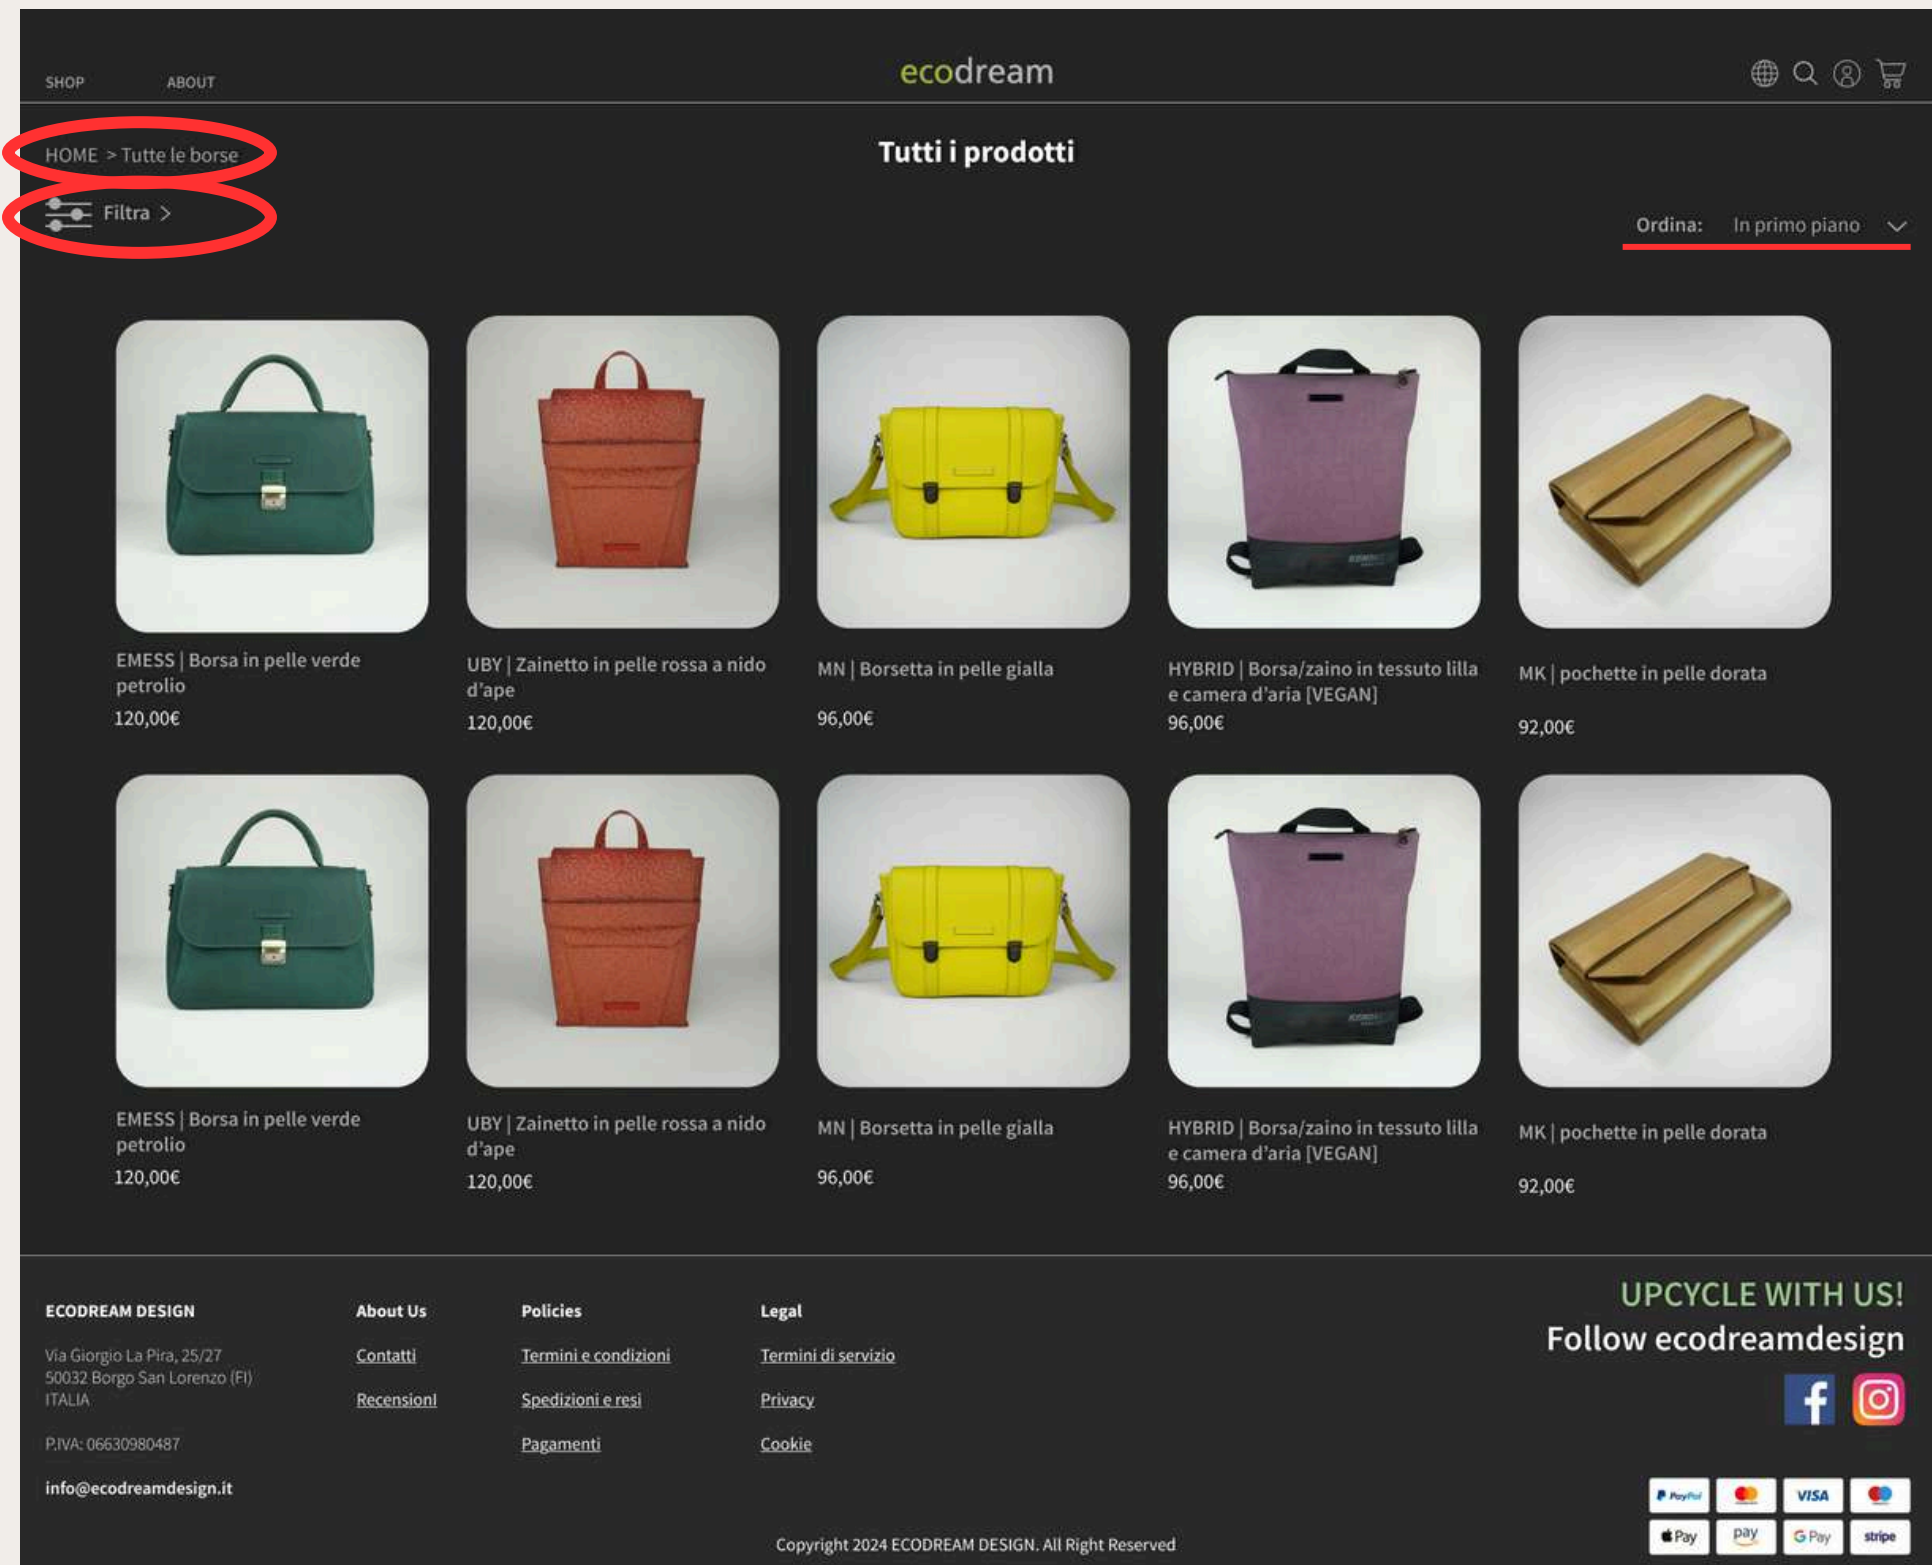 SHOP ABOUT ecodream
HOME > Tutte le borse
Tutti i prodotti
Filtra >
Ordina: In primo piano
EMESS | Borsa in pelle verde
petrolio
120,00€
UBY | Zainetto in pelle rossa a nido
d'ape
120,00€
MN | Borsetta in pelle gialla
96,00€
HYBRID | Borsa/zaino in tessuto lilla
e camera d'aria [VEGAN]
96,00€
MK | pochette in pelle dorata
92,00€
EMESS | Borsa in pelle verde
petrolio
120,00€
UBY | Zainetto in pelle rossa a nido
d'ape
120,00€
MN | Borsetta in pelle gialla
96,00€
HYBRID | Borsa/zaino in tessuto lilla
e camera d'aria [VEGAN]
96,00€
MK | pochette in pelle dorata
92,00€
ECODREAM DESIGN
Via Giorgio La Pira, 25/27
50032 Borgo San Lorenzo (FI)
ITALIA
P.IVA: 06630980487
info@ecodreamdesign.it
About Us
Contatti
RecensionI
Policies
Termini e condizioni
Spedizioni e resi
Pagamenti
Legal
Termini di servizio
Privacy
Cookie
UPCYCLE WITH US!
Follow ecodreamdesign
PayPal VISA
Pay pay G Pay stripe
Copyright 2024 ECODREAM DESIGN. All Right Reserved